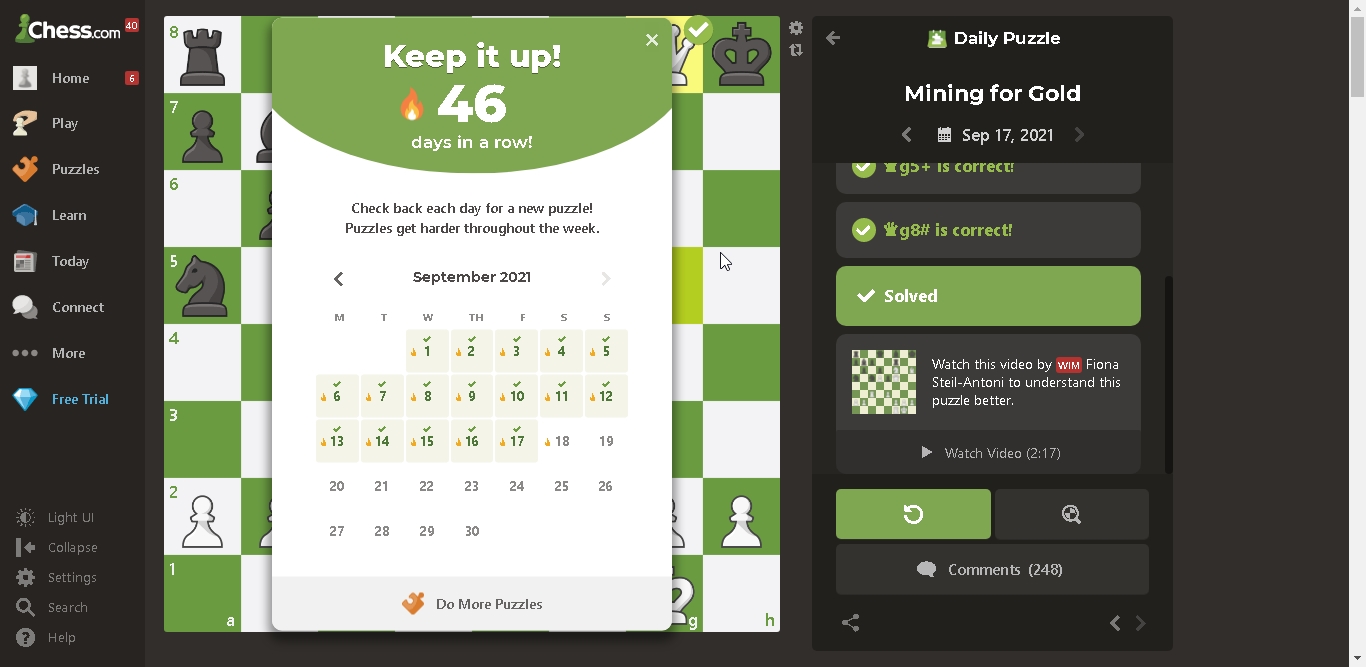 Chess.com
40
Home
6
Play
Puzzles
Learn
Today
Connect
More
Free Trial
Light UI
Collapse
Settings
Search
Help
8
7
6
5
4
3
2
1
a
g
h
Keep it up!
46
days in a row!
Check back each day for a new puzzle!
Puzzles get harder throughout the week.
September 2021
M T W TH F S S
1 2 3 4 5
6 7 8 9 10 11 12
13 14 15 16 17 18 19
20 21 22 23 24 25 26
27 28 29 30
Do More Puzzles
Daily Puzzle
Mining for Gold
Sep 17, 2021
♛g5+ is correct!
♛g8# is correct!
Solved
Watch this video by WIM Fiona
Steil-Antoni to understand this
puzzle better.
Watch Video (2:17)
Comments (248)